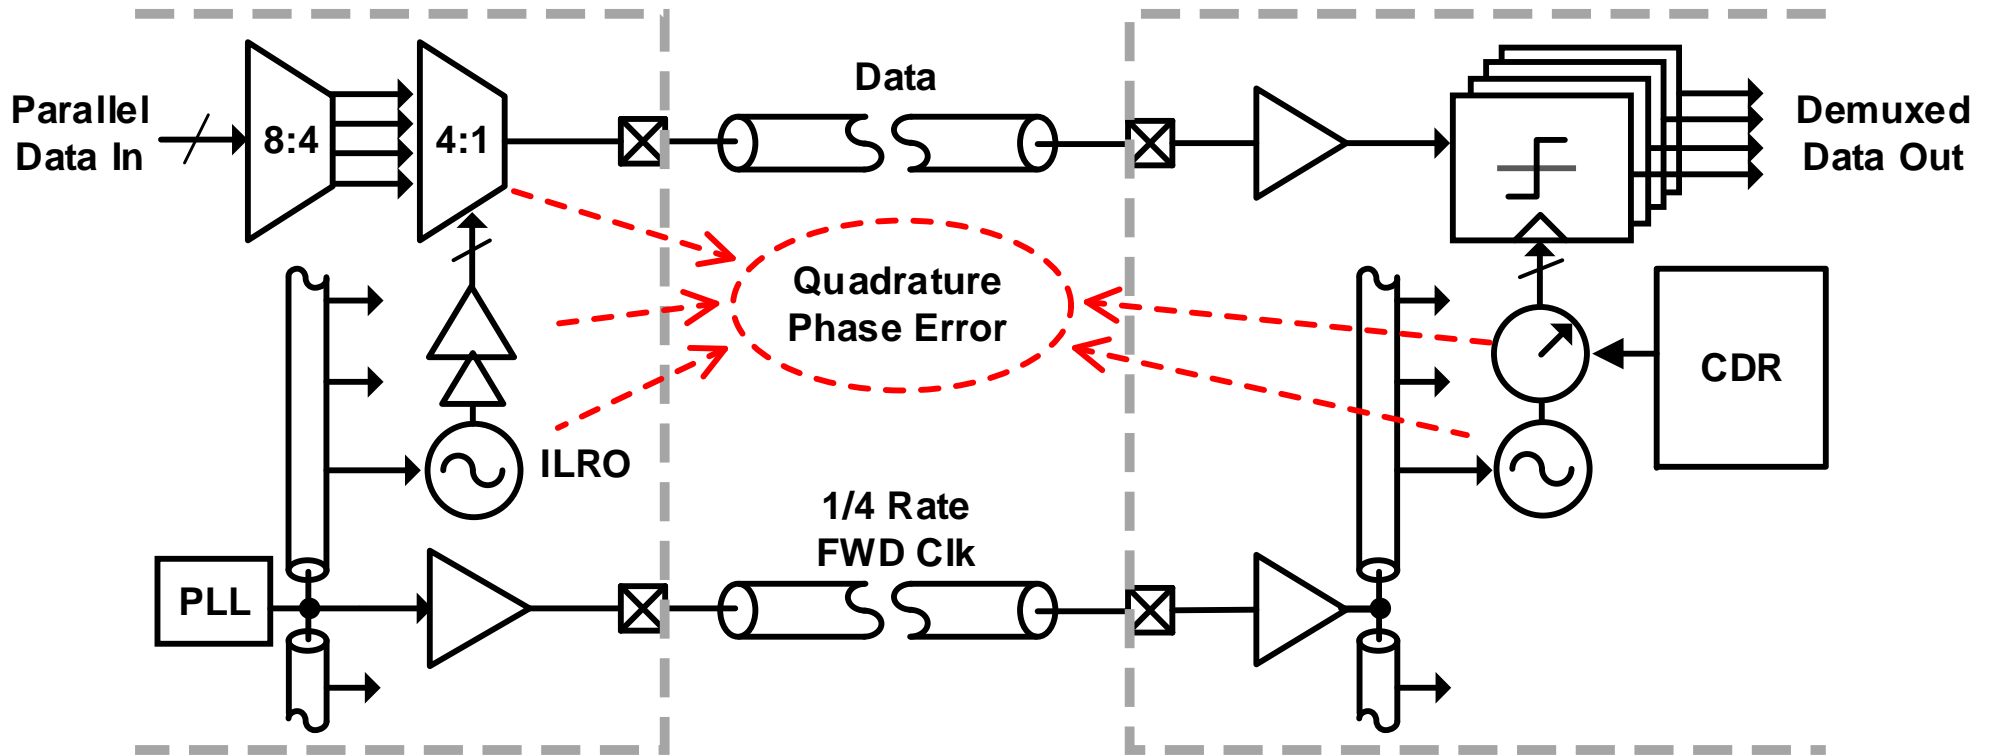 Parallel
Data In
8:4
4:1
Data
Demuxed
Data Out
Quadrature
Phase Error
CDR
ILRO
1/4 Rate
FWD Clk
PLL